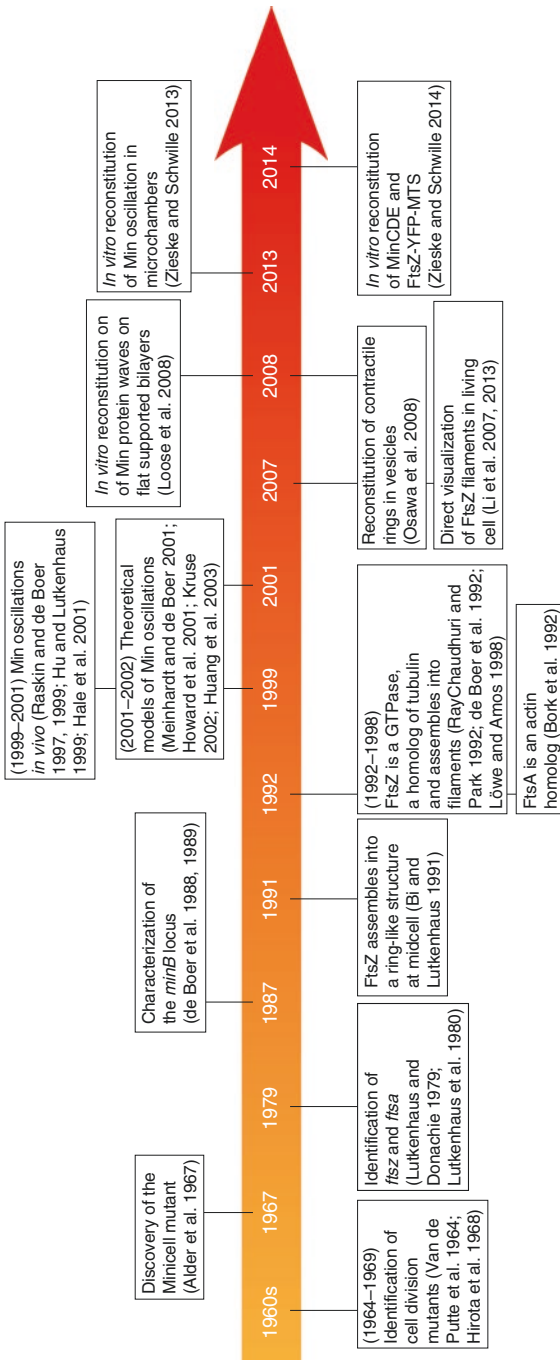 Discovery of the
Minicell mutant
(Alder et al. 1967)
Characterization of
the minB locus
(de Boer et al. 1988, 1989)
(1999–2001) Min oscillations
in vivo (Raskin and de Boer
1997, 1999; Hu and Lutkenhaus
1999; Hale et al. 2001)
(2001–2002) Theoretical
models of Min oscillations
(Meinhardt and de Boer 2001;
Howard et al. 2001; Kruse
2002; Huang et al. 2003)
In vitro reconstitution on
of Min protein waves on
flat supported bilayers
(Loose et al. 2008)
In vitro reconstitution
of Min oscillation in
microchambers
(Zieske and Schwille 2013)
1960s
1967
1979
1987
1991
1992
1999
2001
2007
2008
2013
2014
(1964–1969)
Identification of
cell division
mutants (Van de
Putte et al. 1964;
Hirota et al. 1968)
Identification of
ftsz and ftsa
(Lutkenhaus and
Donachie 1979;
Lutkenhaus et al. 1980)
FtsZ assembles into
a ring-like structure
at midcell (Bi and
Lutkenhaus 1991)
(1992–1998)
FtsZ is a GTPase,
a homolog of tubulin
and assembles into
filaments (RayChaudhuri and
Park 1992; de Boer et al. 1992;
Löwe and Amos 1998)
FtsA is an actin
homolog (Bork et al. 1992)
Reconstitution of contractile
rings in vesicles
(Osawa et al. 2008)
Direct visualization
of FtsZ filaments in living
cell (Li et al. 2007, 2013)
In vitro reconstitution
of MinCDE and
FtsZ-YFP-MTS
(Zieske and Schwille 2014)